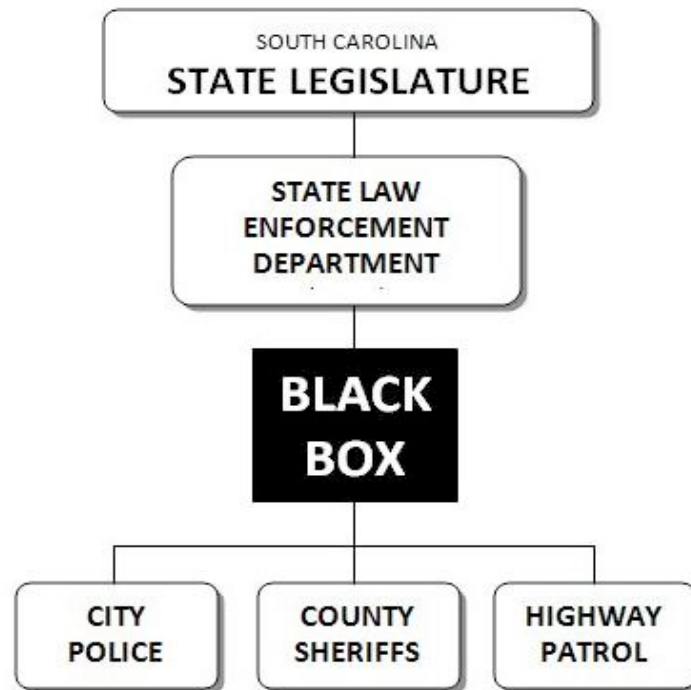 SOUTH CAROLINA
STATE LEGISLATURE
STATE LAW
ENFORCEMENT
DEPARTMENT
BLACK
BOX
CITY
POLICE
COUNTY
SHERIFFS
HIGHWAY
PATROL